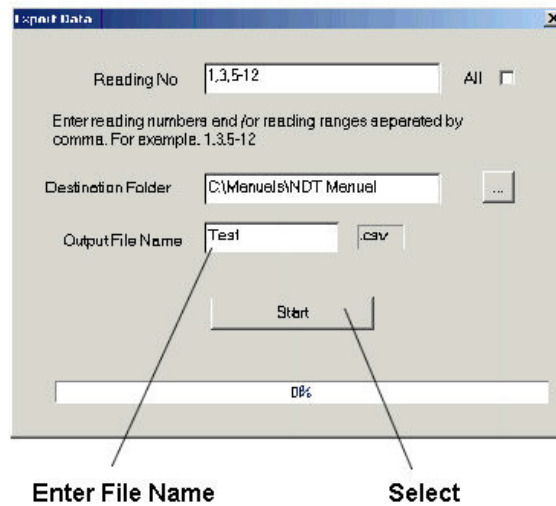 Export Data
Reading No 1,3,5-12 All
Enter reading numbers and /or reading ranges separated by
comma. For example. 1,3,5-12
Destination Folder C:\Manuals\NDT Manual ...
Output File Name Test .csv
Start
0%
Enter File Name Select